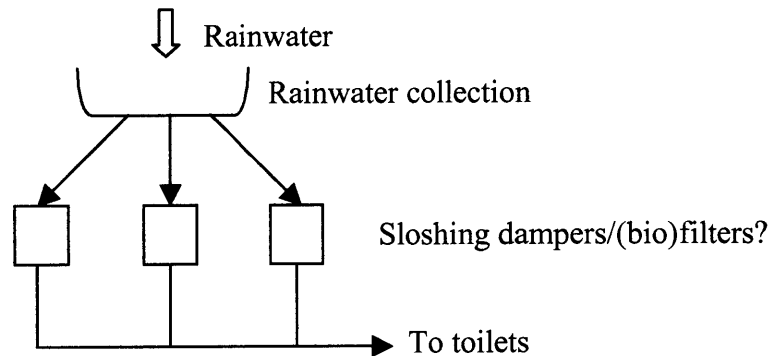 Rainwater
Rainwater collection
Sloshing dampers/(bio)filters?
To toilets